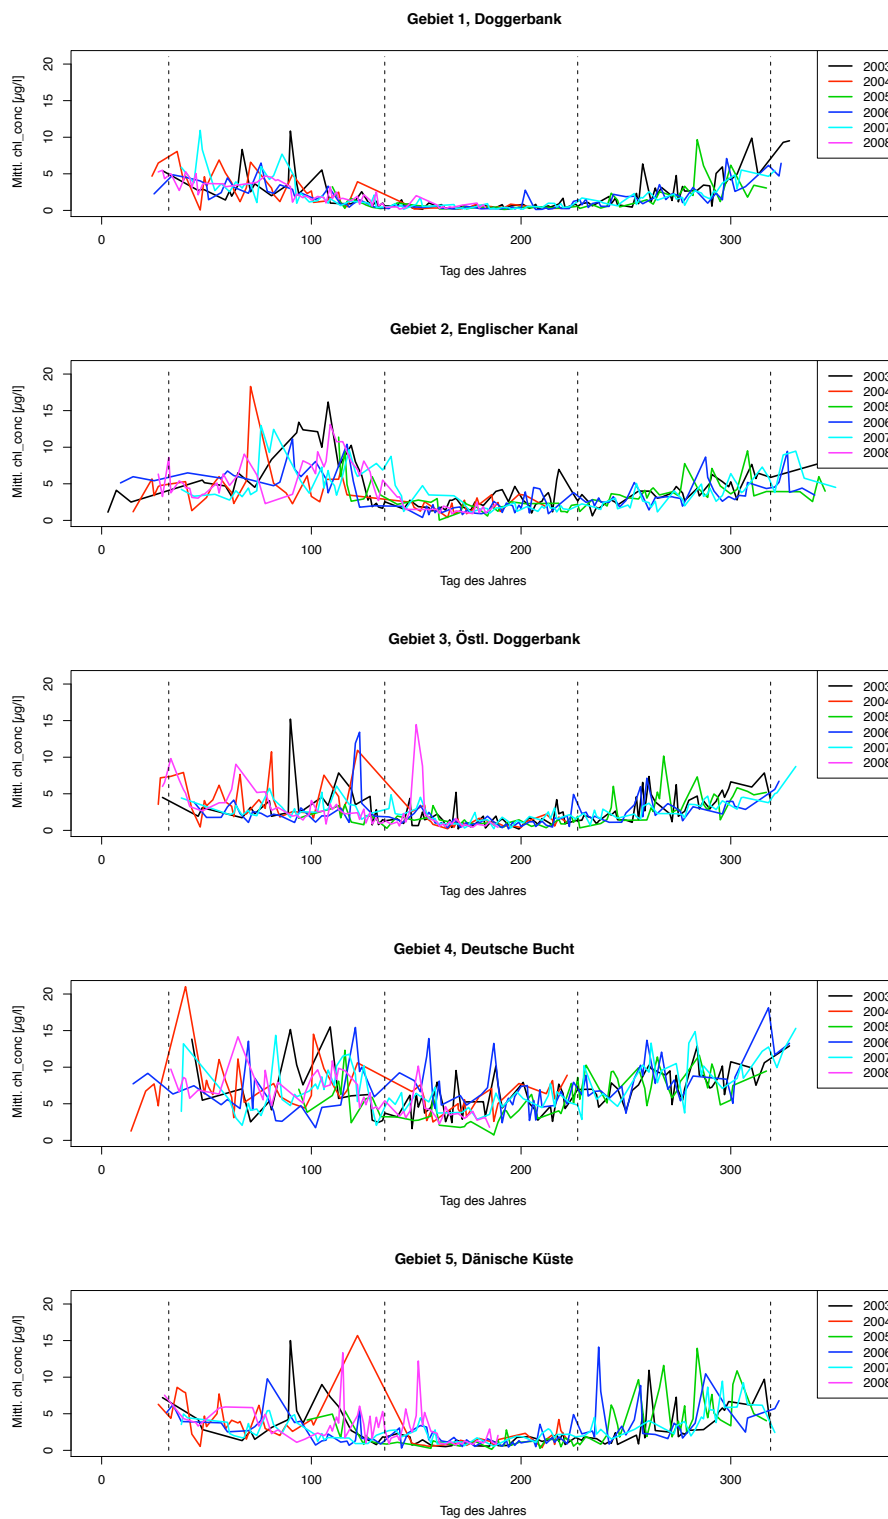 Gebiet 1, Doggerbank
Mittl. chl_conc [µg/l]
20
15
10
5
0
2003
2004
2005
2006
2007
2008
0 100 200 300
Tag des Jahres
Gebiet 2, Englischer Kanal
Mittl. chl_conc [µg/l]
20
15
10
5
0
2003
2004
2005
2006
2007
2008
0 100 200 300
Tag des Jahres
Gebiet 3, Östl. Doggerbank
Mittl. chl_conc [µg/l]
20
15
10
5
0
2003
2004
2005
2006
2007
2008
0 100 200 300
Tag des Jahres
Gebiet 4, Deutsche Bucht
Mittl. chl_conc [µg/l]
20
15
10
5
0
2003
2004
2005
2006
2007
2008
0 100 200 300
Tag des Jahres
Gebiet 5, Dänische Küste
Mittl. chl_conc [µg/l]
20
15
10
5
0
2003
2004
2005
2006
2007
2008
0 100 200 300
Tag des Jahres